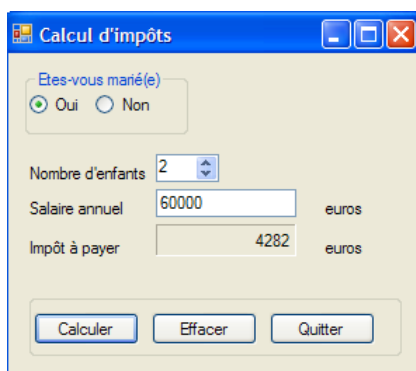 Calcul d'impôts
Etes-vous marié(e)
Oui Non
Nombre d'enfants 2
Salaire annuel 60000 euros
Impôt à payer 4282 euros
Calculer Effacer Quitter